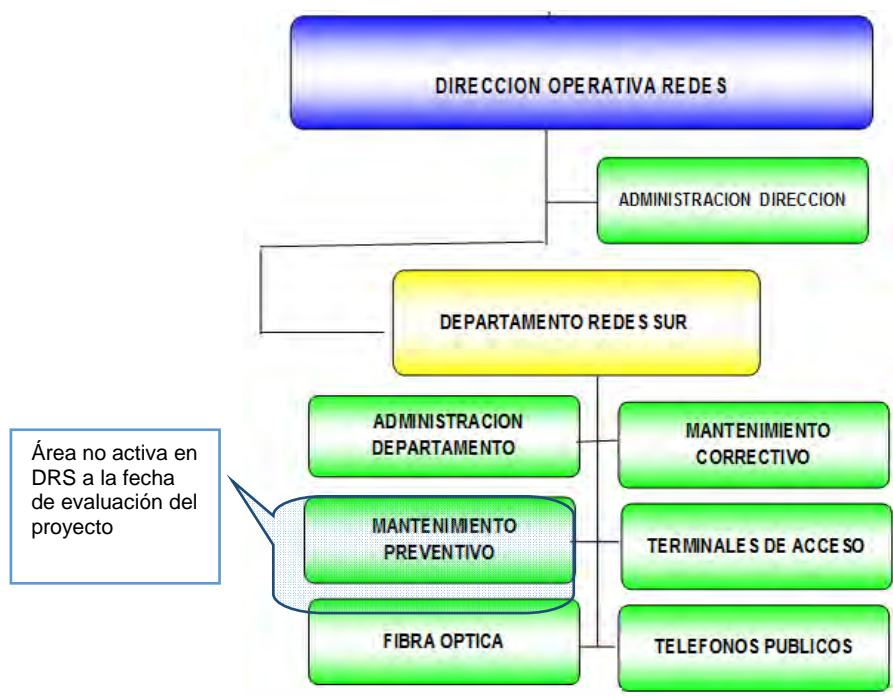 DIRECCION OPERATIVA REDES
ADMINISTRACION DIRECCION
DEPARTAMENTO REDES SUR
ADMINISTRACION
DEPARTAMENTO
MANTENIMIENTO
CORRECTIVO
Área no activa en
DRS a la fecha
de evaluación del
proyecto
MANTENIMIENTO
PREVENTIVO
TERMINALES DE ACCESO
FIBRA OPTICA
TELEFONOS PUBLICOS